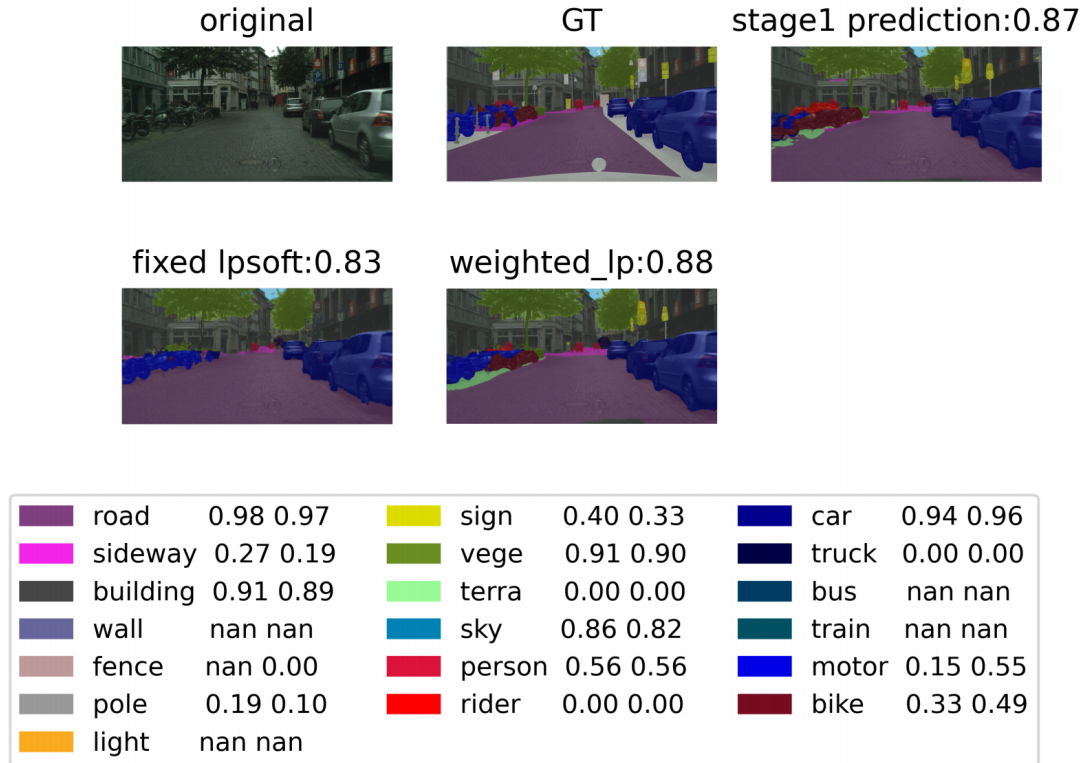 original GT stage1 prediction:0.87
fixed lpsoft:0.83 weighted_lp:0.88
road 0.98 0.97 sign 0.40 0.33 car 0.94 0.96
sideway 0.27 0.19 vege 0.91 0.90 truck 0.00 0.00
building 0.91 0.89 terra 0.00 0.00 bus nan nan
wall nan nan sky 0.86 0.82 train nan nan
fence nan 0.00 person 0.56 0.56 motor 0.15 0.55
pole 0.19 0.10 rider 0.00 0.00 bike 0.33 0.49
light nan nan